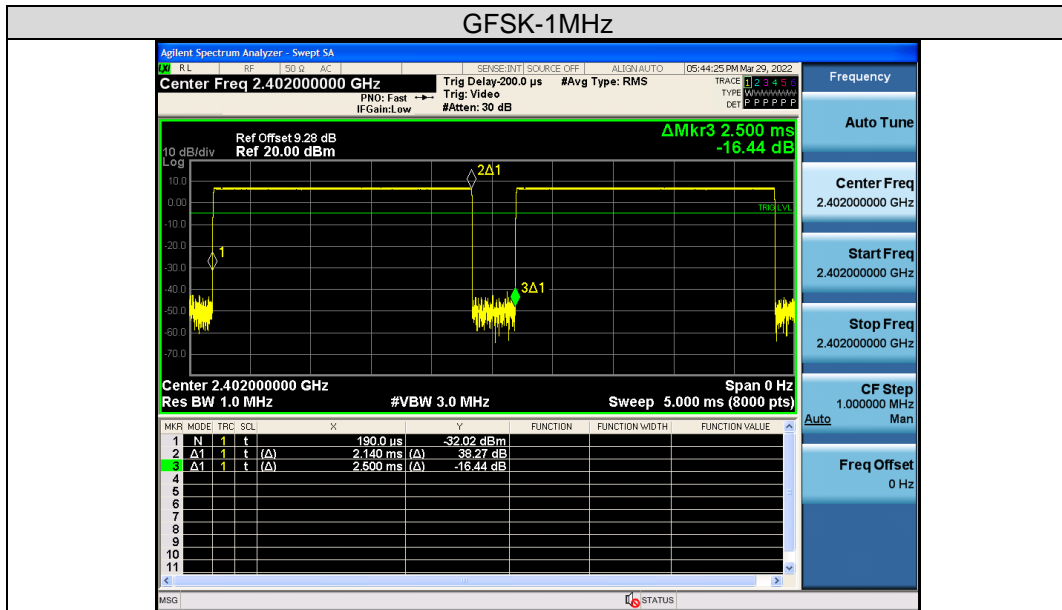 GFSK-1MHz
Agilent Spectrum Analyzer - Swept SA
RL RF 50 Ω AC SENSE:INT SOURCE OFF ALIGNAUTO 05:44:25 PM Mar 29, 2022
Center Freq 2.402000000 GHz
PNO: Fast
IFGain:Low
Trig Delay-200.0 µs
Trig: Video
#Atten: 30 dB
#Avg Type: RMS
TRACE 1 2 3 4 5 6
TYPE WWWWWW
DET P P P P P P
ΔMkr3 2.500 ms
-16.44 dB
Ref Offset 9.28 dB
10 dB/div Ref 20.00 dBm
Log
10.0
0.00
-10.0
-20.0
-30.0
-40.0
-50.0
-60.0
-70.0
1
2Δ1
3Δ1
TRIG LVL
Center 2.402000000 GHz Span 0 Hz
Res BW 1.0 MHz #VBW 3.0 MHz Sweep 5.000 ms (8000 pts)
MKR MODE TRC SCL X Y FUNCTION FUNCTION WIDTH FUNCTION VALUE
1 N 1 t 190.0 µs -32.02 dBm
2 Δ1 1 t (Δ) 2.140 ms (Δ) 38.27 dB
3 Δ1 1 t (Δ) 2.500 ms (Δ) -16.44 dB
4
5
6
7
8
9
10
11
MSG STATUS
Frequency
Auto Tune
Center Freq
2.402000000 GHz
Start Freq
2.402000000 GHz
Stop Freq
2.402000000 GHz
CF Step
1.000000 MHz
Auto Man
Freq Offset
0 Hz